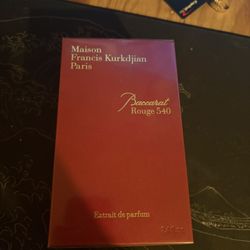 Maison
Francis Kurkdjian
Paris
Baccarat
Rouge 540
Extrait de parfum